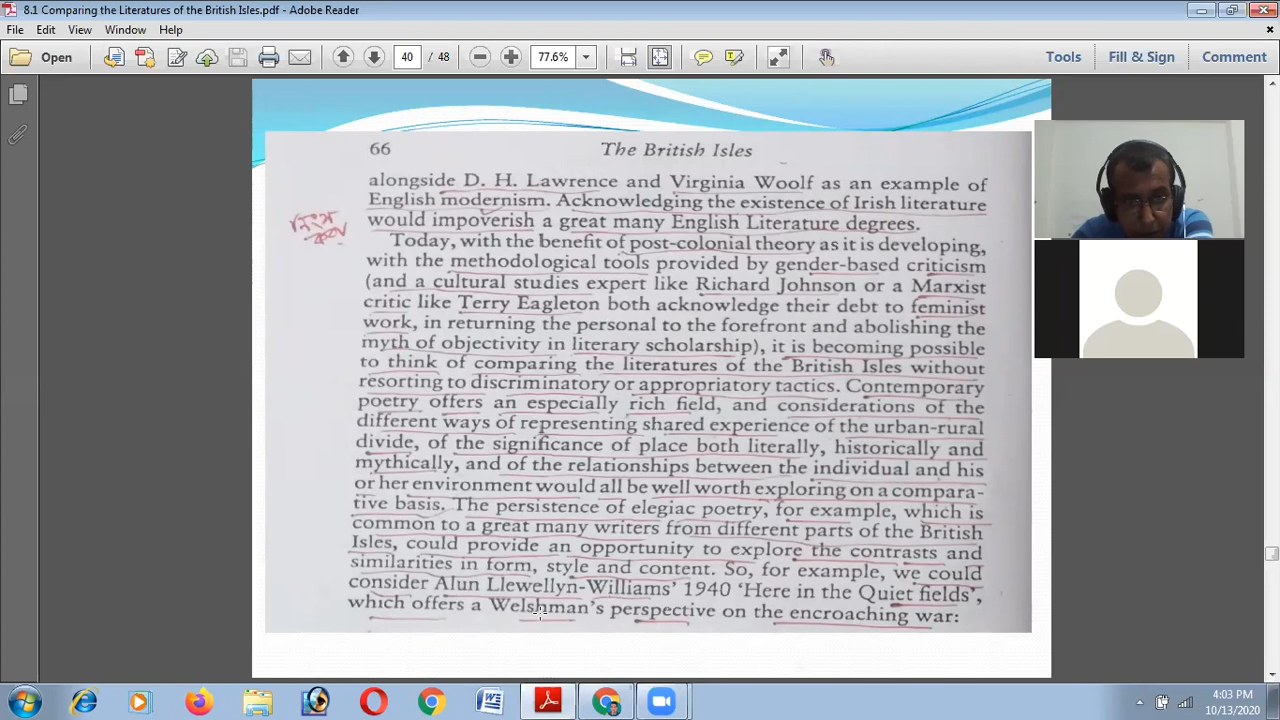 8.1 Comparing the Literatures of the British Isles.pdf - Adobe Reader
File Edit View Window Help
Open 40 / 48 77.6% Tools Fill & Sign Comment
66 The British Isles
alongside D. H. Lawrence and Virginia Woolf as an example of
English modernism. Acknowledging the existence of Irish literature
would impoverish a great many English Literature degrees.
Today, with the benefit of post-colonial theory as it is developing,
with the methodological tools provided by gender-based criticism
(and a cultural studies expert like Richard Johnson or a Marxist
critic like Terry Eagleton both acknowledge their debt to feminist
work, in returning the personal to the forefront and abolishing the
myth of objectivity in literary scholarship), it is becoming possible
to think of comparing the literatures of the British Isles without
resorting to discriminatory or appropriatory tactics. Contemporary
poetry offers an especially rich field, and considerations of the
different ways of representing shared experience of the urban-rural
divide, of the significance of place both literally, historically and
mythically, and of the relationships between the individual and his
or her environment would all be well worth exploring on a compara-
tive basis. The persistence of elegiac poetry, for example, which is
common to a great many writers from different parts of the British
Isles, could provide an opportunity to explore the contrasts and
similarities in form, style and content. So, for example, we could
consider Alun Llewellyn-Williams' 1940 'Here in the Quiet fields',
which offers a Welshman's perspective on the encroaching war:
4:03 PM
10/13/2020